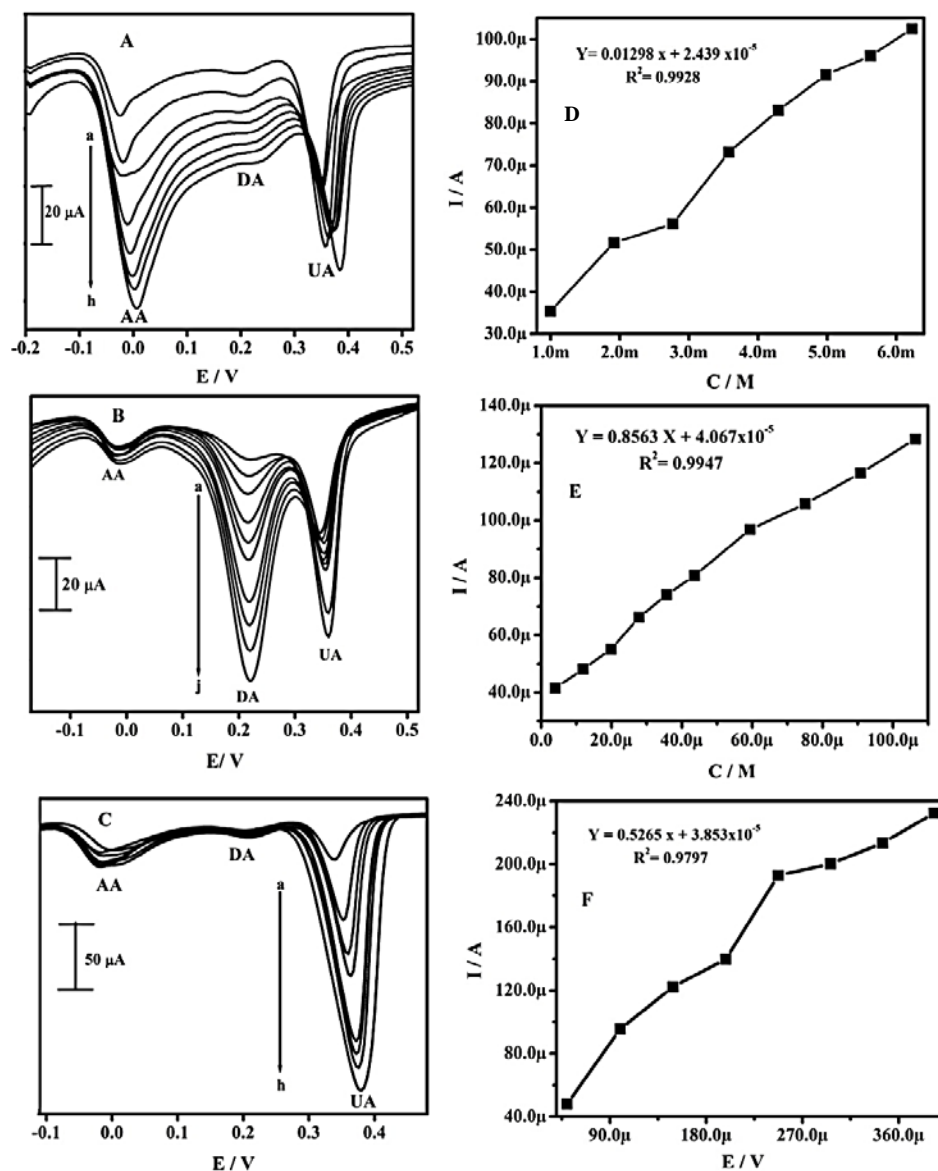 A
a
20 µA
h
AA
DA
UA
-0.2 -0.1 0.0 0.1 0.2 0.3 0.4 0.5
E / V
D
Y= 0.01298 x + 2.439 x10⁻⁵
R²= 0.9928
100.0µ
90.0µ
80.0µ
70.0µ
60.0µ
50.0µ
40.0µ
30.0µ
I / A
1.0m 2.0m 3.0m 4.0m 5.0m 6.0m
C / M
B
AA
a
20 µA
j
DA
UA
-0.1 0.0 0.1 0.2 0.3 0.4 0.5
E/ V
Y = 0.8563 X + 4.067x10⁻⁵
R²= 0.9947
E
140.0µ
120.0µ
100.0µ
80.0µ
60.0µ
40.0µ
I / A
0.0 20.0µ 40.0µ 60.0µ 80.0µ 100.0µ
C / M
C
AA
DA
a
50 µA
h
UA
-0.1 0.0 0.1 0.2 0.3 0.4
E / V
Y = 0.5265 x + 3.853x10⁻⁵
R²= 0.9797
F
240.0µ
200.0µ
160.0µ
120.0µ
80.0µ
40.0µ
I / A
90.0µ 180.0µ 270.0µ 360.0µ
E / V